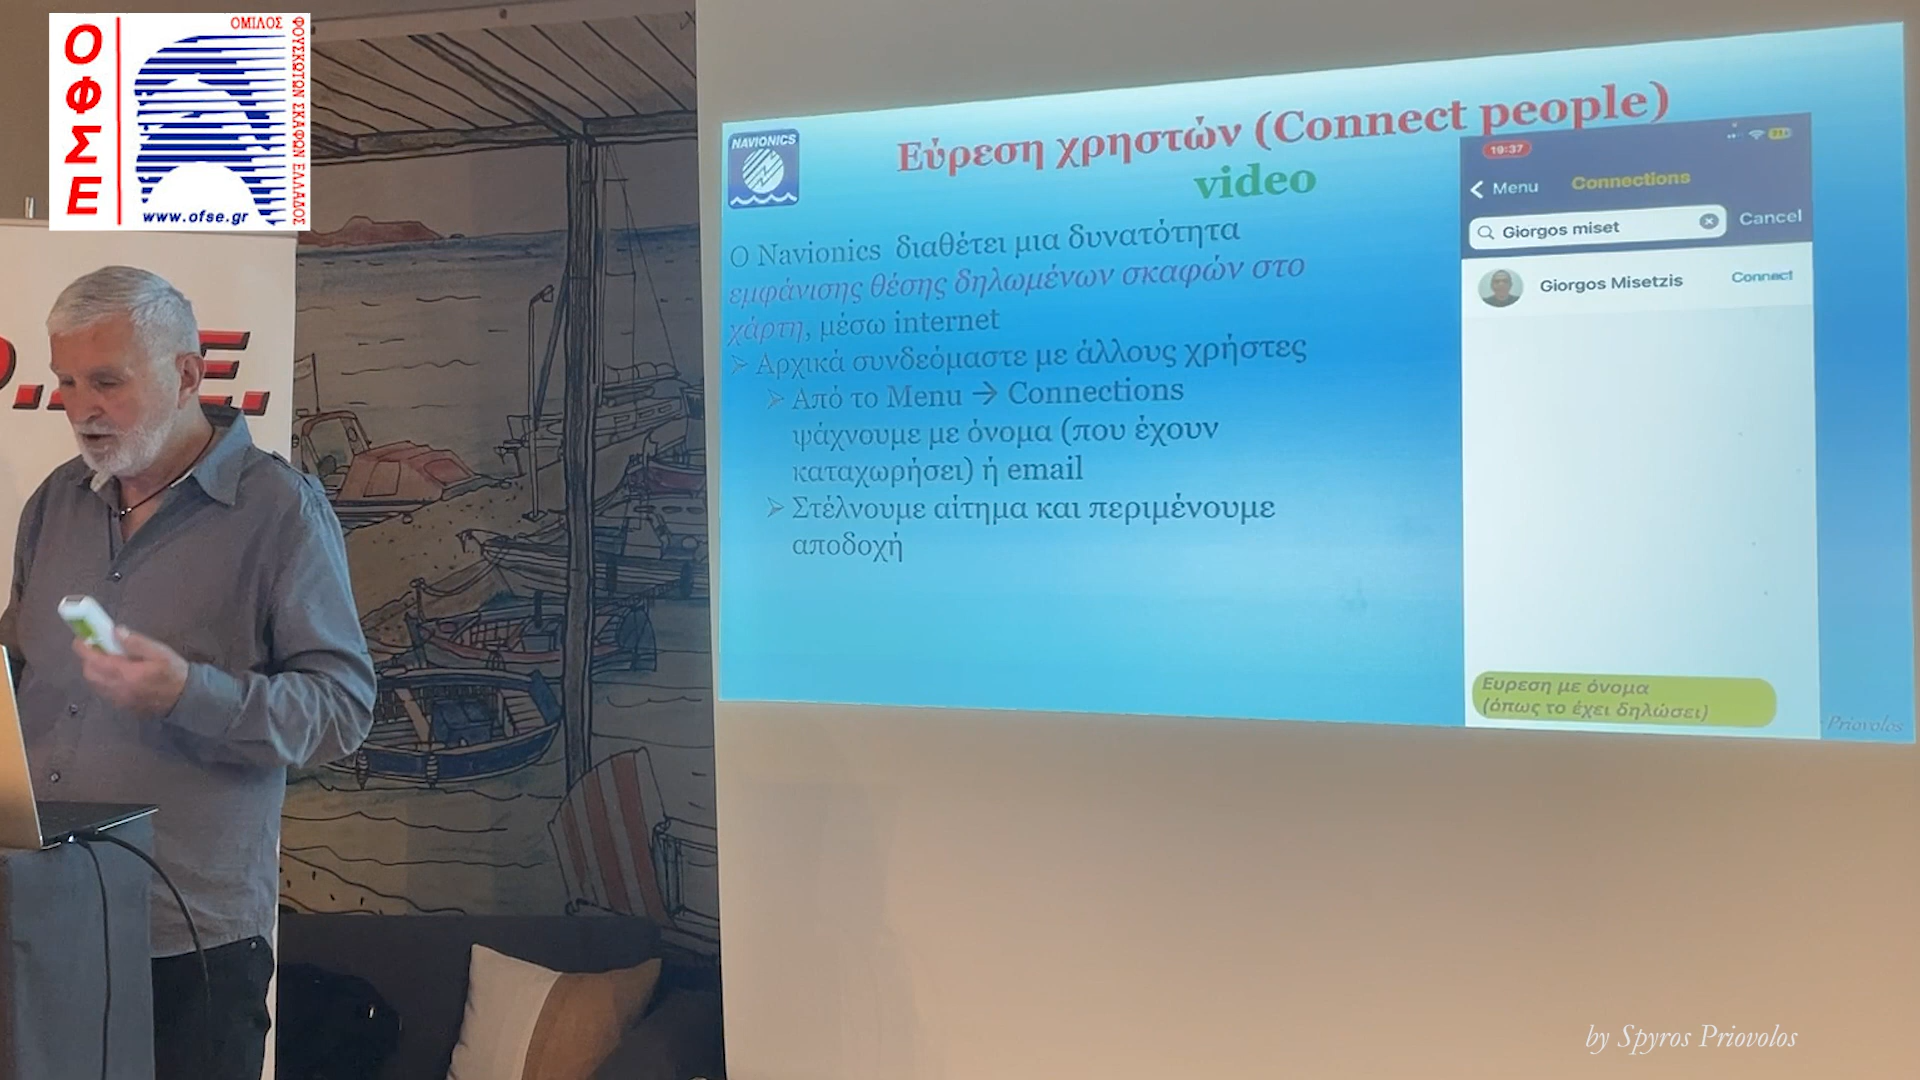 ΟΦΣΕ
ΟΜΙΛΟΣ
ΦΟΥΣΚΩΤΩΝ ΣΚΑΦΩΝ ΕΛΛΑΔΟΣ
www.ofse.gr
NAVIONICS
Εύρεση χρηστών (Connect people)
video
Ο Navionics διαθέτει μια δυνατότητα
εμφάνισης θέσης δηλωμένων σκαφών στο
χάρτη, μέσω internet
➢ Αρχικά συνδεόμαστε με άλλους χρήστες
➢ Από το Menu → Connections
ψάχνουμε με όνομα (που έχουν
καταχωρήσει) ή email
➢ Στέλνουμε αίτημα και περιμένουμε
αποδοχή
19:37
Menu Connections
Giorgos miset Cancel
Giorgos Misetzis Connect
Ευρεση με όνομα
(όπως το έχει δηλώσει)
Priovolos
by Spyros Priovolos